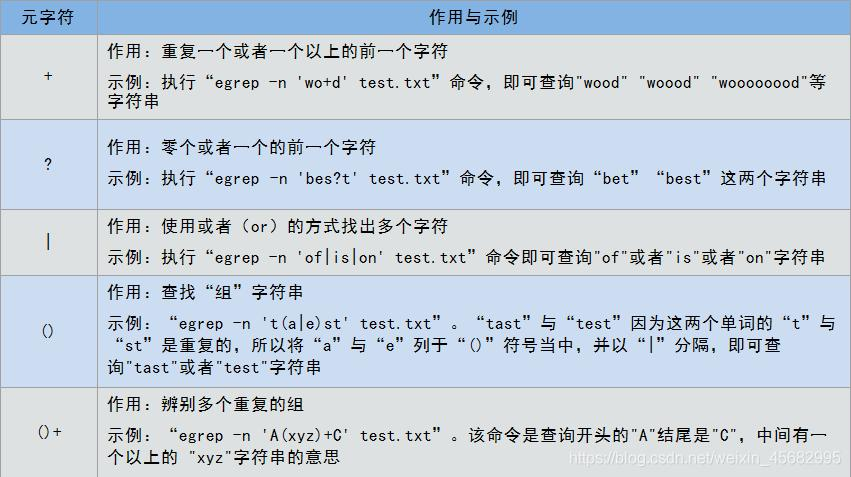 元字符 作用与示例
+
作用：重复一个或者一个以上的前一个字符
示例：执行“egrep -n 'wo+d' test.txt”命令，即可查询"wood" "woood" "woooooood"等
字符串
?
作用：零个或者一个的前一个字符
示例：执行“egrep -n 'bes?t' test.txt”命令，即可查询“bet”“best”这两个字符串
|
作用：使用或者（or）的方式找出多个字符
示例：执行“egrep -n 'of|is|on' test.txt”命令即可查询"of"或者"is"或者"on"字符串
()
作用：查找“组”字符串
示例：“egrep -n 't(a|e)st' test.txt”。“tast”与“test”因为这两个单词的“t”与
“st”是重复的，所以将“a”与“e”列于“()”符号当中，并以“|”分隔，即可查
询"tast"或者"test"字符串
()+
作用：辨别多个重复的组
示例：“egrep -n 'A(xyz)+C' test.txt”。该命令是查询开头的"A"结尾是"C"，中间有一
个以上的 "xyz"字符串的意思
https://blog.csdn.net/weixin_45682995